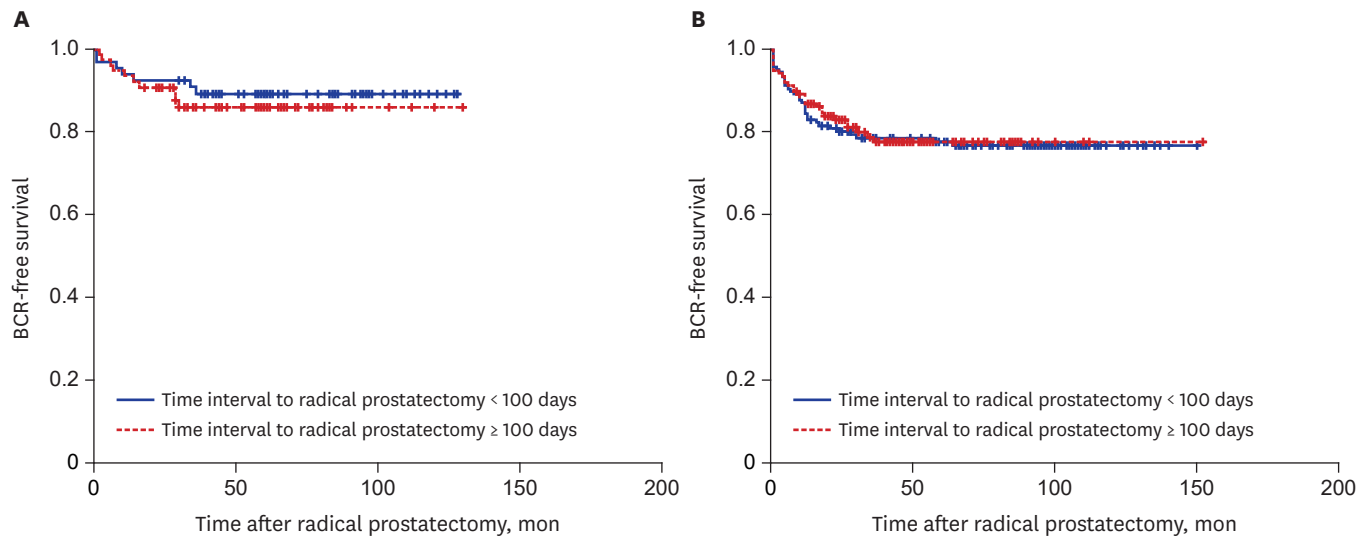 A
BCR-free survival
1.0
0.8
0.6
0.4
0.2
0
Time interval to radical prostatectomy < 100 days
Time interval to radical prostatectomy ≥ 100 days
0 50 100 150 200
Time after radical prostatectomy, mon
B
BCR-free survival
1.0
0.8
0.6
0.4
0.2
0
Time interval to radical prostatectomy < 100 days
Time interval to radical prostatectomy ≥ 100 days
0 50 100 150 200
Time after radical prostatectomy, mon